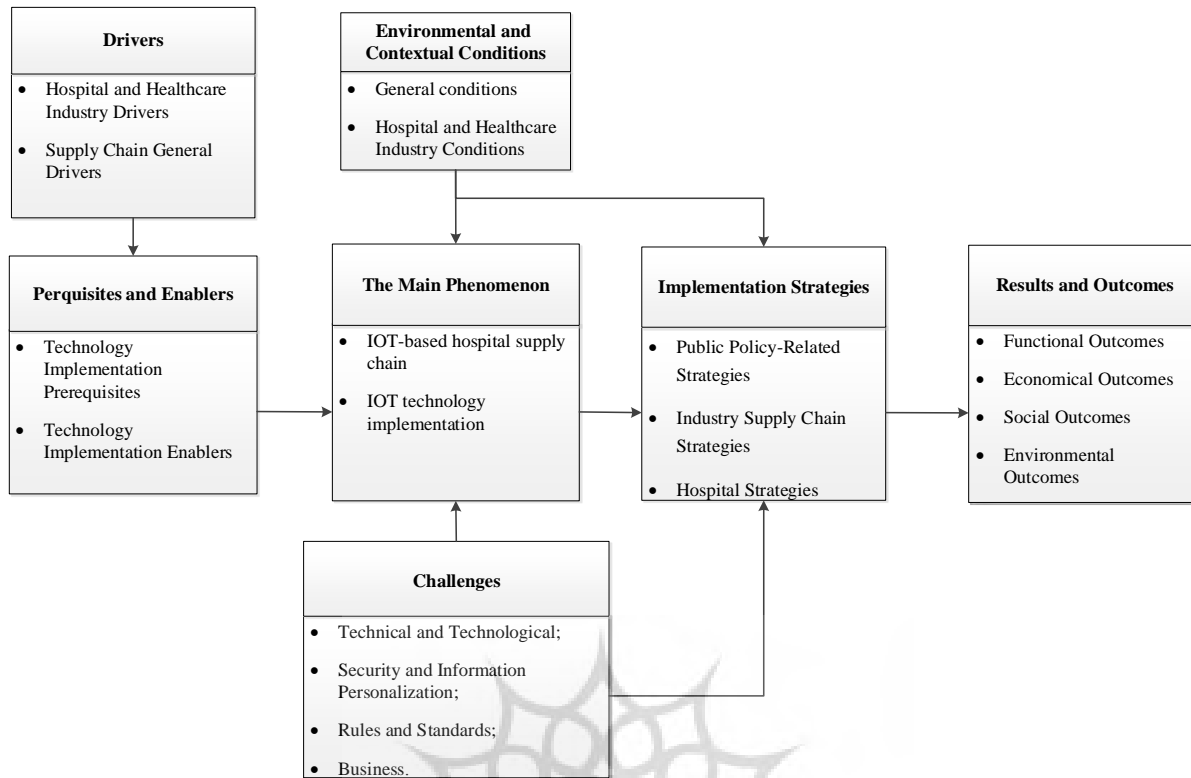 Drivers
• Hospital and Healthcare
Industry Drivers
• Supply Chain General
Drivers
Environmental and
Contextual Conditions
• General conditions
• Hospital and Healthcare
Industry Conditions
Perquisites and Enablers
• Technology
Implementation
Prerequisites
• Technology
Implementation Enablers
The Main Phenomenon
• IOT-based hospital supply
chain
• IOT technology
implementation
Implementation Strategies
• Public Policy-Related
Strategies
• Industry Supply Chain
Strategies
• Hospital Strategies
Results and Outcomes
• Functional Outcomes
• Economical Outcomes
• Social Outcomes
• Environmental
Outcomes
Challenges
• Technical and Technological;
• Security and Information
Personalization;
• Rules and Standards;
• Business.